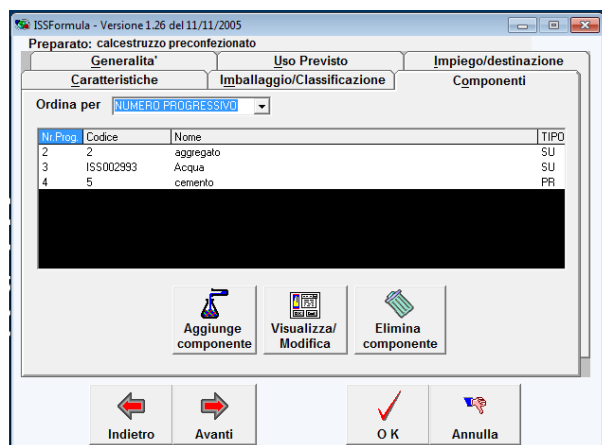 ISSFormula - Versione 1.26 del 11/11/2005
Preparato: calcestruzzo preconfezionato
Generalita' Uso Previsto Impiego/destinazione
Caratteristiche Imballaggio/Classificazione Componenti
Ordina per NUMERO PROGRESSIVO
Nr.Prog. Codice Nome TIPO
2 2 aggregato SU
3 ISS002993 Acqua SU
4 5 cemento PR
Aggiunge componente
Visualizza/ Modifica
Elimina componente
Indietro Avanti O K Annulla